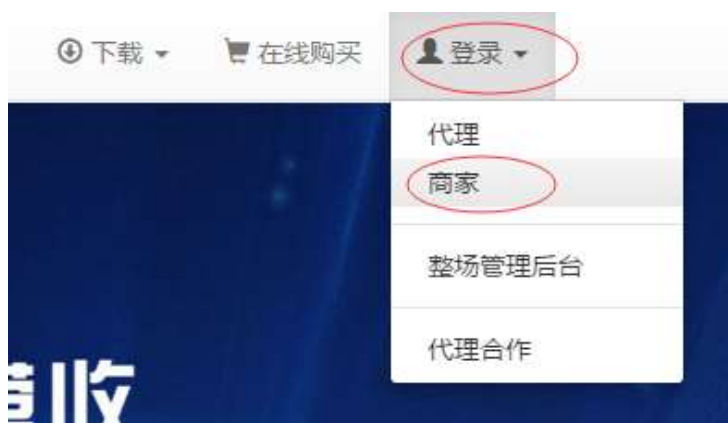 下载 在线购买 登录
代理
商家
整场管理后台
代理合作
收